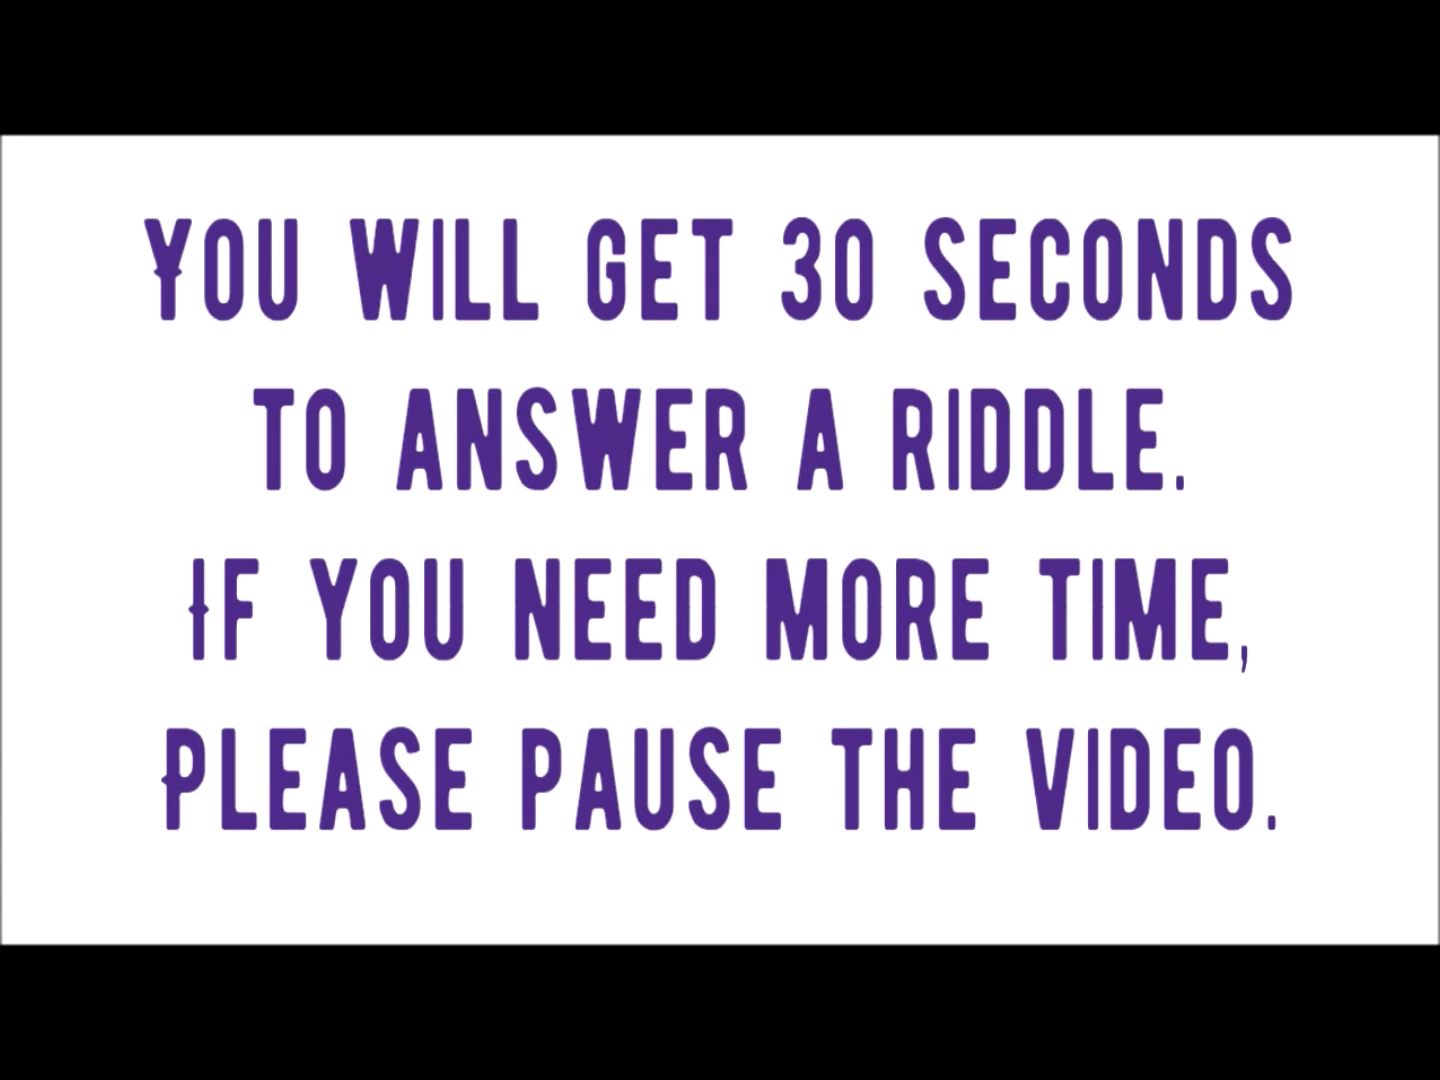 YOU WILL GET 30 SECONDS
TO ANSWER A RIDDLE.
IF YOU NEED MORE TIME,
PLEASE PAUSE THE VIDEO.